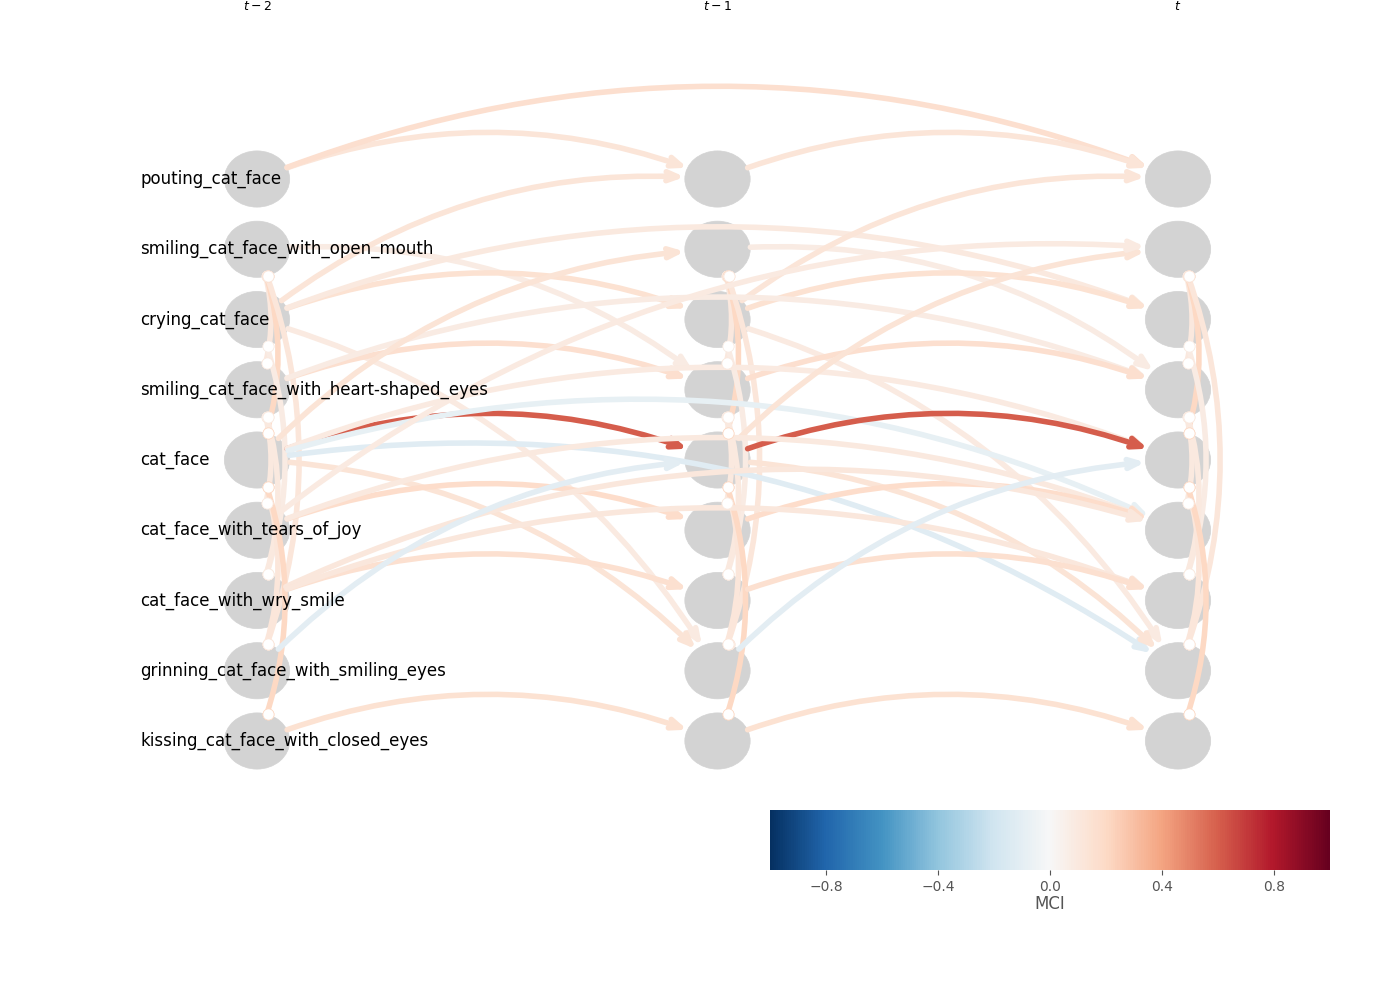 t − 2 t − 1 t
pouting_cat_face
smiling_cat_face_with_open_mouth
crying_cat_face
smiling_cat_face_with_heart-shaped_eyes
cat_face
cat_face_with_tears_of_joy
cat_face_with_wry_smile
grinning_cat_face_with_smiling_eyes
kissing_cat_face_with_closed_eyes
−0.8 −0.4 0.0 0.4 0.8
MCI